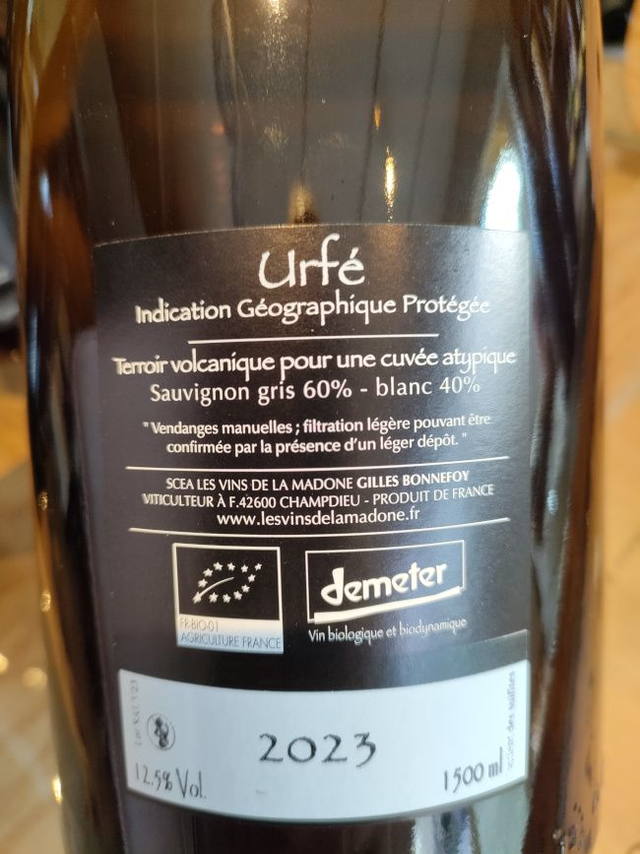 Urfé
Indication Géographique Protégée
Terroir volcanique pour une cuvée atypique
Sauvignon gris 60% - blanc 40%
" Vendanges manuelles ; filtration légère pouvant être
confirmée par la présence d'un léger dépôt. "
SCEA LES VINS DE LA MADONE GILLES BONNEFOY
VITICULTEUR À F.42600 CHAMPDIEU - PRODUIT DE FRANCE
www.lesvinsdelamadone.fr
FR-BIO-01
AGRICULTURE FRANCE
demeter
Vin biologique et biodynamique
2023
12.5% Vol.
1500 ml
des sulfites